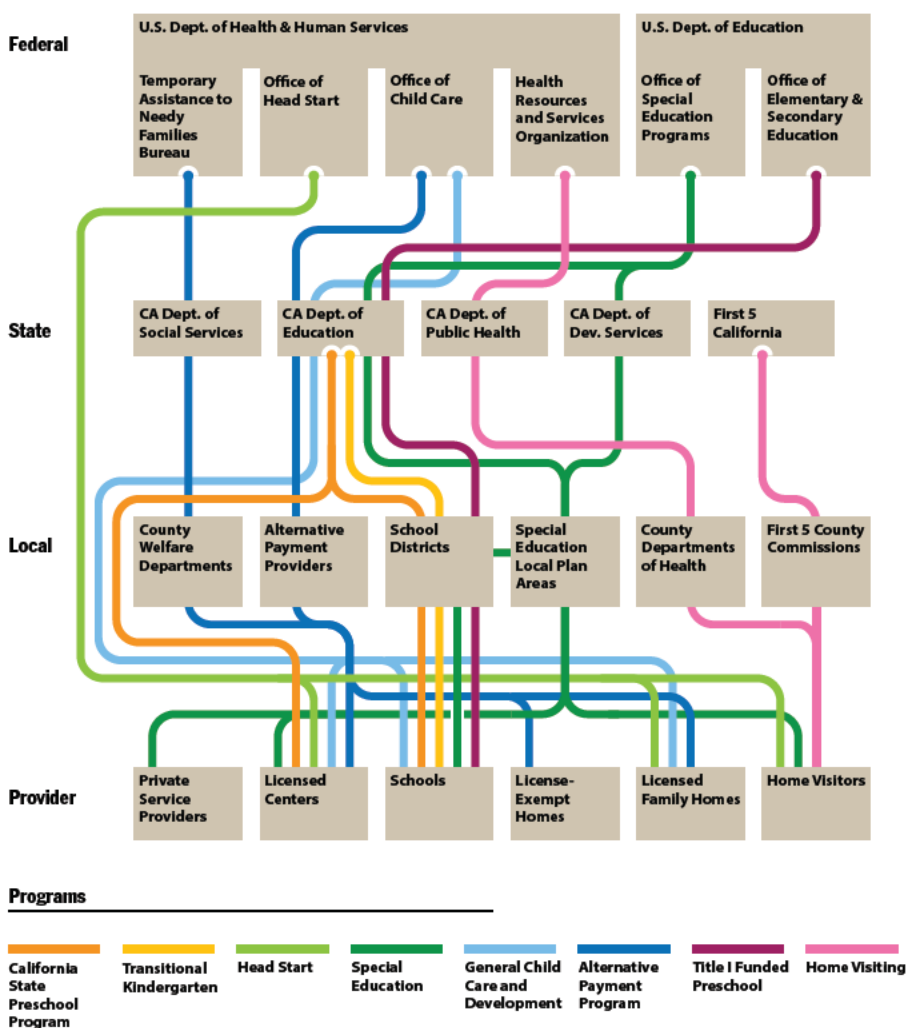 Federal
U.S. Dept. of Health & Human Services
U.S. Dept. of Education
Temporary
Assistance to
Needy
Families
Bureau
Office of
Head Start
Office of
Child Care
Health
Resources
and Services
Organization
Office of
Special
Education
Programs
Office of
Elementary &
Secondary
Education
State
CA Dept. of
Social Services
CA Dept. of
Education
CA Dept. of
Public Health
CA Dept. of
Dev. Services
First 5
California
Local
County
Welfare
Departments
Alternative
Payment
Providers
School
Districts
Special
Education
Local Plan
Areas
County
Departments
of Health
First 5 County
Commissions
Provider
Private
Service
Providers
Licensed
Centers
Schools
License-
Exempt
Homes
Licensed
Family Homes
Home Visitors
Programs
California
State
Preschool
Program
Transitional
Kindergarten
Head Start
Special
Education
General Child
Care and
Development
Alternative
Payment
Program
Title I Funded
Preschool
Home Visiting